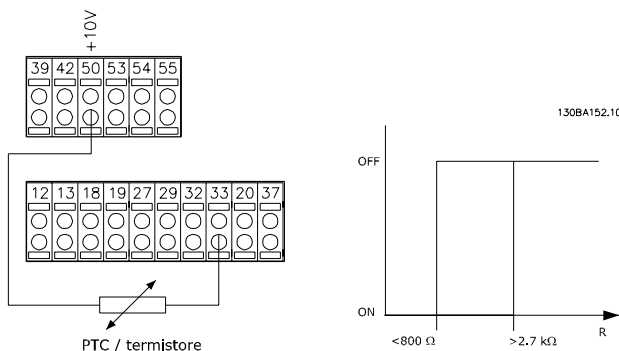 +10V
39 42 50 53 54 55
130BA152.10
OFF
12 13 18 19 27 29 32 33 20 37
ON
<800 Ω >2.7 kΩ R
PTC / termistore